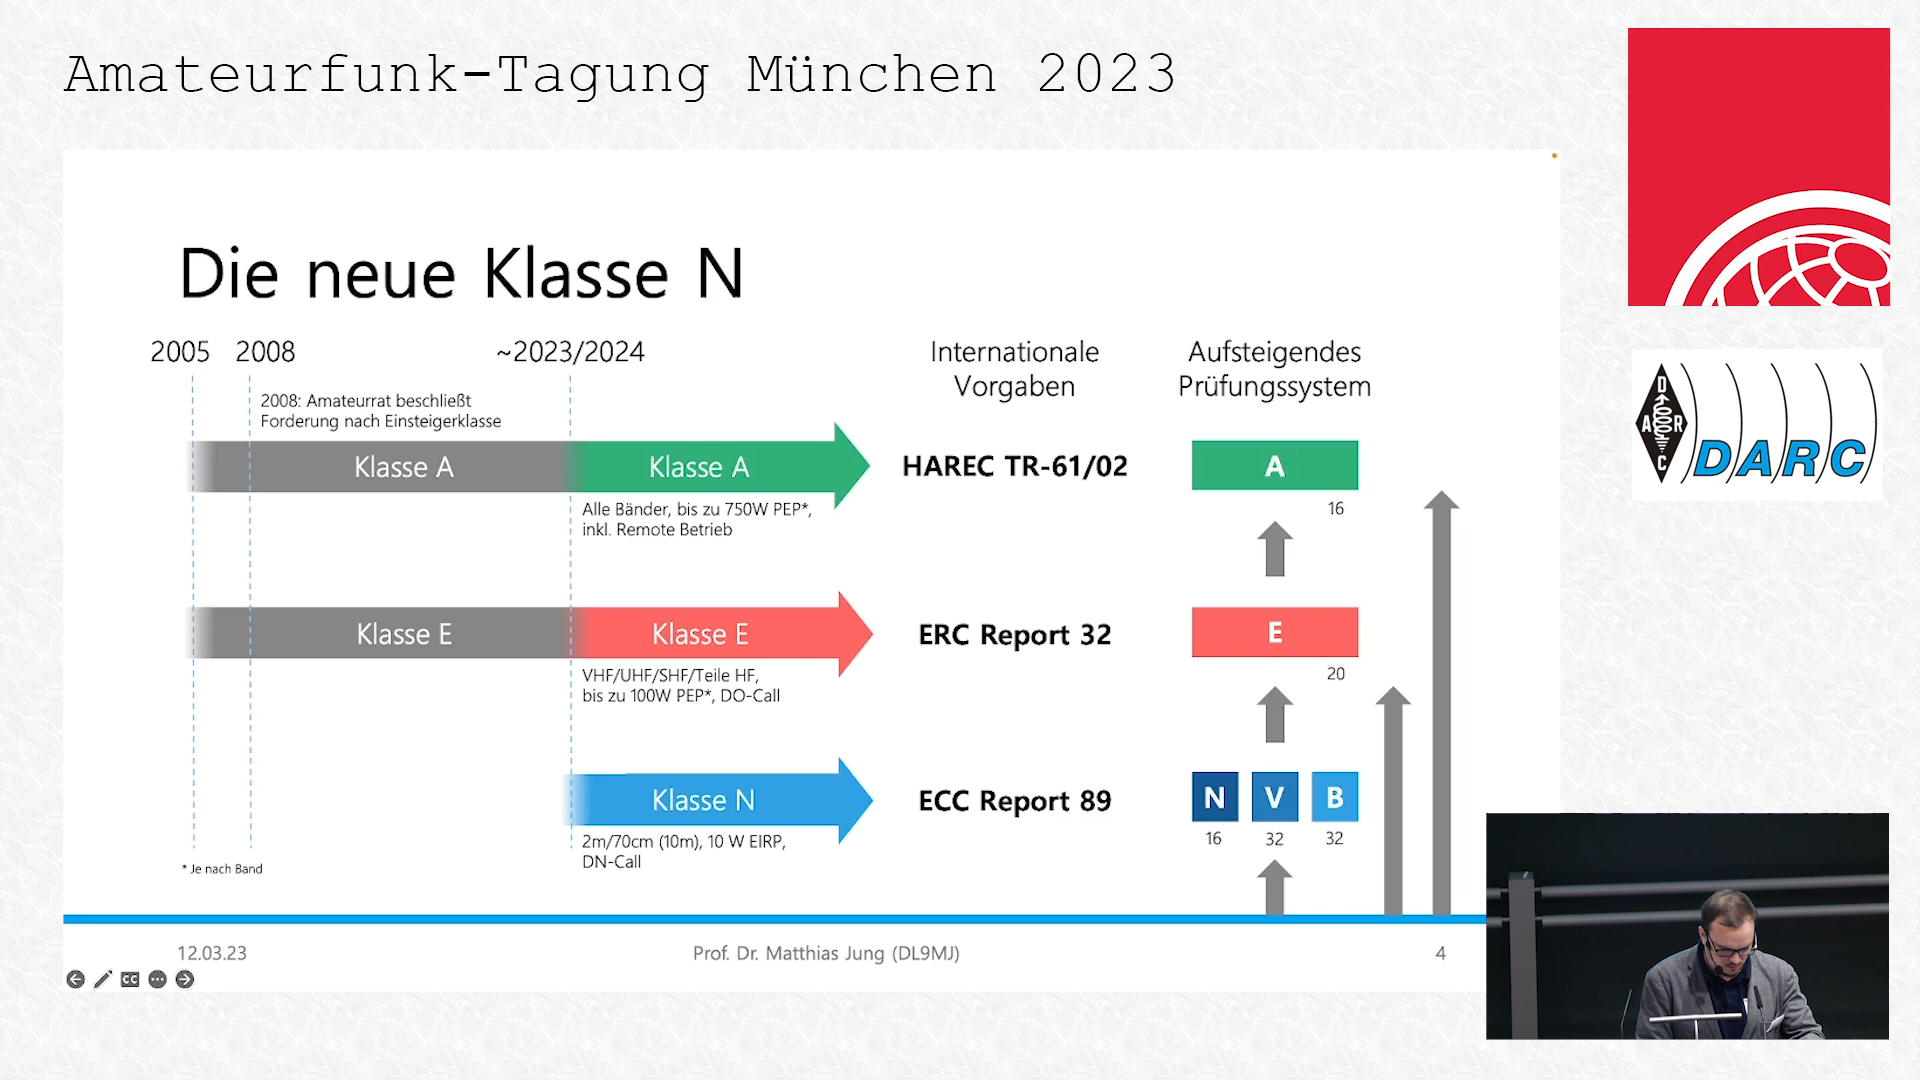 Amateurfunk-Tagung München 2023
Die neue Klasse N
2005
2008
~2023/2024
Internationale
Vorgaben
Aufsteigendes
Prüfungssystem
2008: Amateurrat beschließt
Forderung nach Einsteigerklasse
Klasse A
Klasse A
HAREC TR-61/02
A
16
Alle Bänder, bis zu 750W PEP*,
inkl. Remote Betrieb
Klasse E
Klasse E
ERC Report 32
E
20
VHF/UHF/SHF/Teile HF,
bis zu 100W PEP*, DO-Call
Klasse N
ECC Report 89
N V B
16 32 32
2m/70cm (10m), 10 W EIRP,
DN-Call
* Je nach Band
12.03.23
Prof. Dr. Matthias Jung (DL9MJ)
4
CC
D
A R
C
DARC